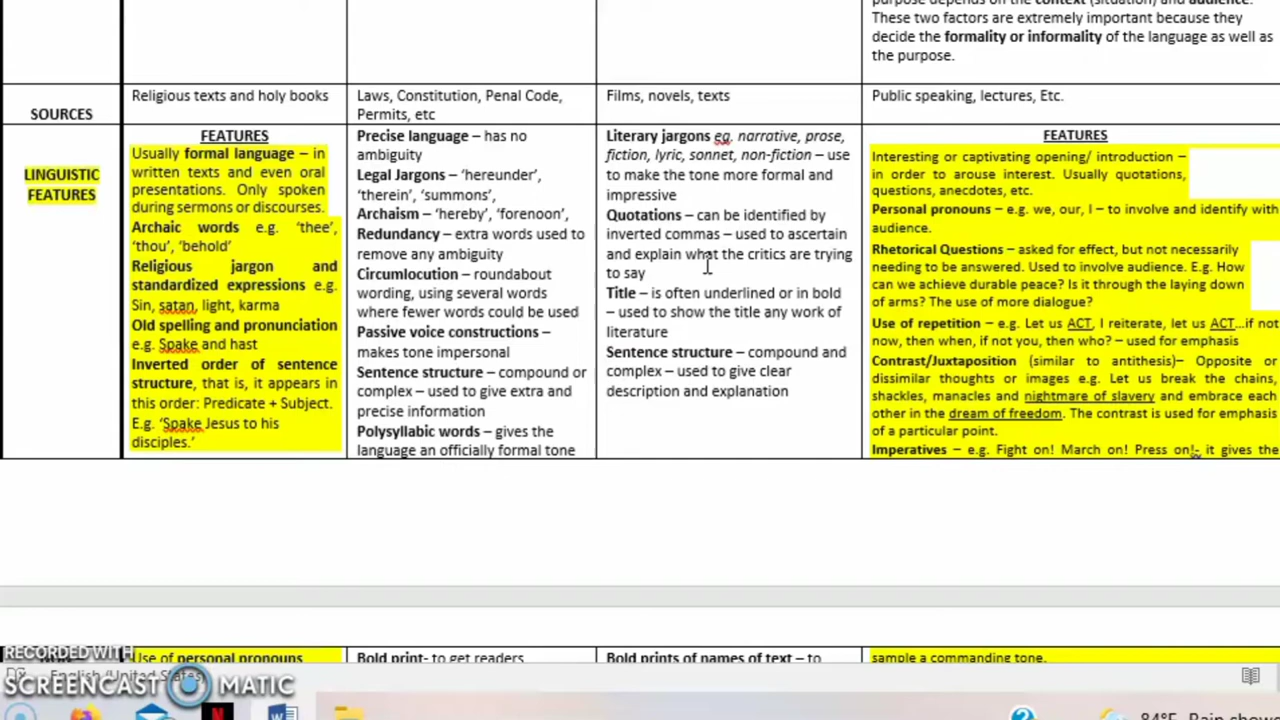 purpose depends on the context (situation) and audience.
These two factors are extremely important because they
decide the formality or informality of the language as well as
the purpose.
SOURCES
Religious texts and holy books
Laws, Constitution, Penal Code,
Permits, etc
Films, novels, texts
Public speaking, lectures, Etc.
LINGUISTIC
FEATURES
FEATURES
Usually formal language – in
written texts and even oral
presentations. Only spoken
during sermons or discourses.
Archaic words e.g. ‘thee’,
‘thou’, ‘behold’
Religious jargon and
standardized expressions e.g.
Sin, satan, light, karma
Old spelling and pronunciation
e.g. Spake and hast
Inverted order of sentence
structure, that is, it appears in
this order: Predicate + Subject.
E.g. ‘Spake Jesus to his
disciples.’
Precise language – has no
ambiguity
Legal Jargons – ‘hereunder’,
‘therein’, ‘summons’,
Archaism – ‘hereby’, ‘forenoon’,
Redundancy – extra words used to
remove any ambiguity
Circumlocution – roundabout
wording, using several words
where fewer words could be used
Passive voice constructions –
makes tone impersonal
Sentence structure – compound or
complex – used to give extra and
precise information
Polysyllabic words – gives the
language an officially formal tone
Literary jargons eg. narrative, prose,
fiction, lyric, sonnet, non-fiction – use
to make the tone more formal and
impressive
Quotations – can be identified by
inverted commas – used to ascertain
and explain what the critics are trying
to say
Title – is often underlined or in bold
– used to show the title any work of
literature
Sentence structure – compound and
complex – used to give clear
description and explanation
FEATURES
Interesting or captivating opening/ introduction –
in order to arouse interest. Usually quotations,
questions, anecdotes, etc.
Personal pronouns – e.g. we, our, I – to involve and identify with
audience.
Rhetorical Questions – asked for effect, but not necessarily
needing to be answered. Used to involve audience. E.g. How
can we achieve durable peace? Is it through the laying down
of arms? The use of more dialogue?
Use of repetition – e.g. Let us ACT, I reiterate, let us ACT…if not
now, then when, if not you, then who? – used for emphasis
Contrast/Juxtaposition (similar to antithesis)– Opposite or
dissimilar thoughts or images e.g. Let us break the chains,
shackles, manacles and nightmare of slavery and embrace each
other in the dream of freedom. The contrast is used for emphasis
of a particular point.
Imperatives – e.g. Fight on! March on! Press on!- it gives the
Use of personal pronouns
Bold print- to get readers
Bold prints of names of text – to
sample a commanding tone.
RECORDED WITH
English (United States)
SCREENCAST MATIC
84°F Rain show